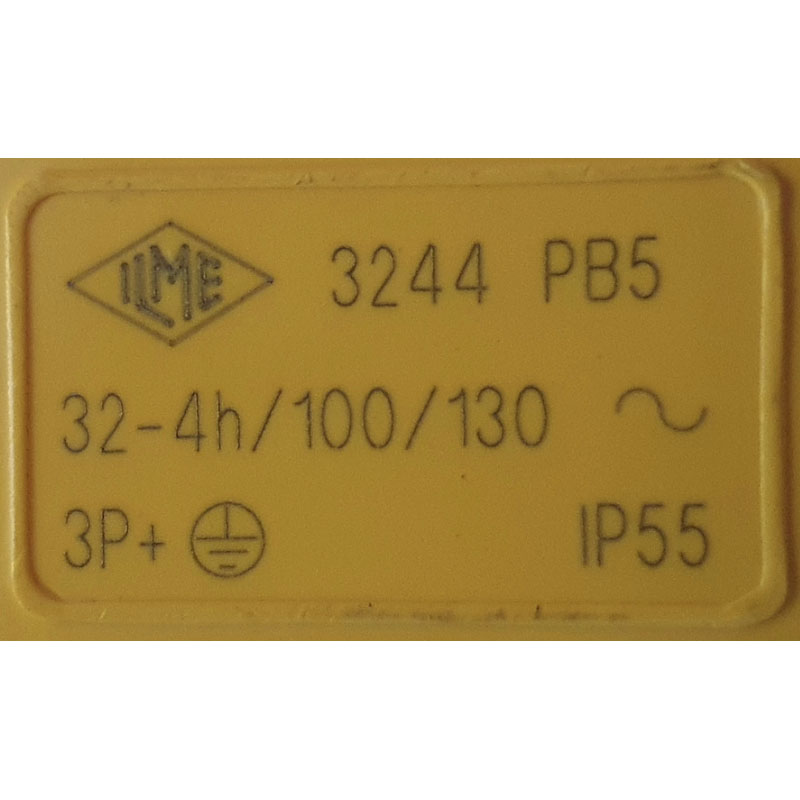 ILME 3244 PB5
32-4h/100/130 ~
3P+ ⏚ IP55